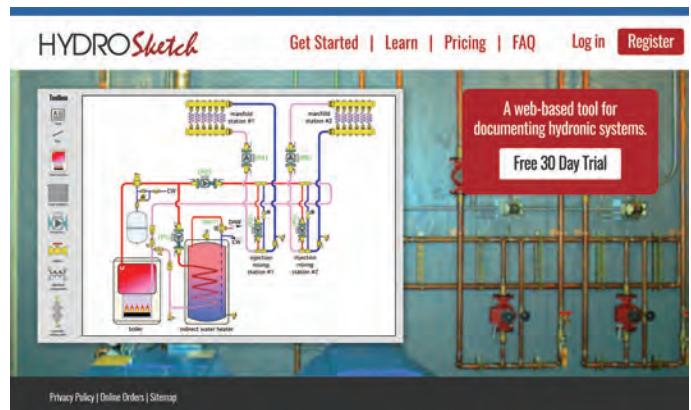 HYDROSketch
Get Started | Learn | Pricing | FAQ
Log in
Register
Toolbox
manifold
station #1
manifold
station #2
CW
DHW
CW
injection
mixing
station #1
injection
mixing
station #2
boiler
indirect water heater
A web-based tool for
documenting hydronic systems.
Free 30 Day Trial
Privacy Policy | Online Orders | Sitemap